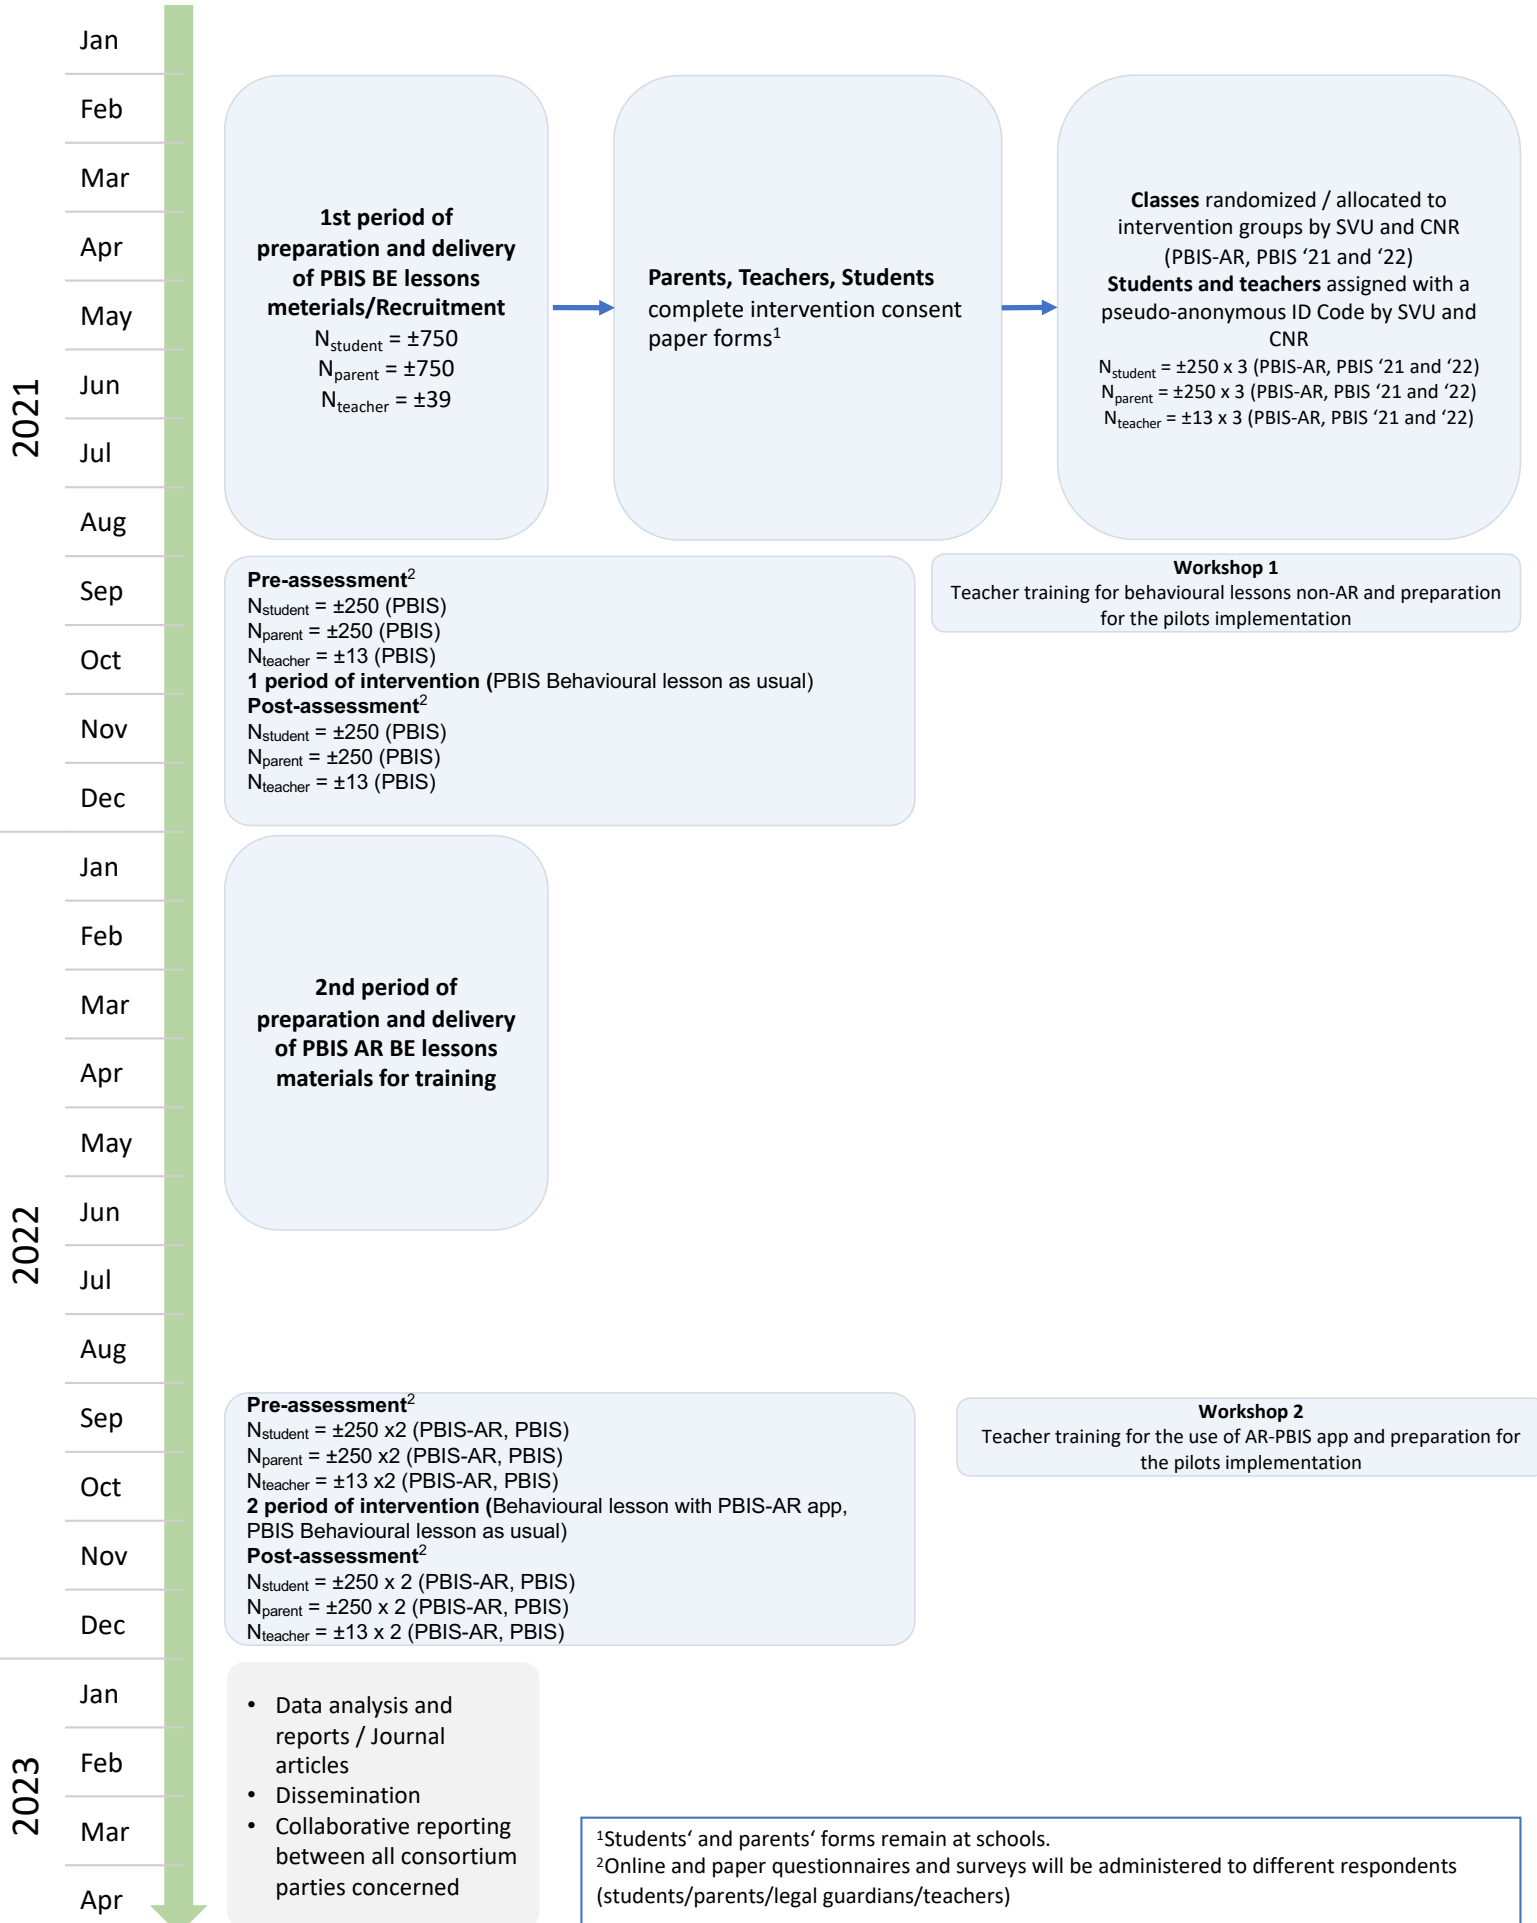 2021
Jan
Feb
Mar
Apr
May
Jun
Jul
Aug
Sep
Oct
Nov
Dec
1st period of
preparation and delivery
of PBIS BE lessons
meterials/Recruitment
Nstudent = ±750
Nparent = ±750
Nteacher = ±39
Parents, Teachers, Students
complete intervention consent
paper forms1
Classes randomized / allocated to
intervention groups by SVU and CNR
(PBIS-AR, PBIS ‘21 and ‘22)
Students and teachers assigned with a
pseudo-anonymous ID Code by SVU and
CNR
Nstudent = ±250 x 3 (PBIS-AR, PBIS ‘21 and ‘22)
Nparent = ±250 x 3 (PBIS-AR, PBIS ‘21 and ‘22)
Nteacher = ±13 x 3 (PBIS-AR, PBIS ‘21 and ‘22)
Pre-assessment2
Nstudent = ±250 (PBIS)
Nparent = ±250 (PBIS)
Nteacher = ±13 (PBIS)
1 period of intervention (PBIS Behavioural lesson as usual)
Post-assessment2
Nstudent = ±250 (PBIS)
Nparent = ±250 (PBIS)
Nteacher = ±13 (PBIS)
Workshop 1
Teacher training for behavioural lessons non-AR and preparation
for the pilots implementation
2022
Jan
Feb
Mar
Apr
May
Jun
Jul
Aug
Sep
Oct
Nov
Dec
2nd period of
preparation and delivery
of PBIS AR BE lessons
materials for training
Pre-assessment2
Nstudent = ±250 x2 (PBIS-AR, PBIS)
Nparent = ±250 x2 (PBIS-AR, PBIS)
Nteacher = ±13 x2 (PBIS-AR, PBIS)
2 period of intervention (Behavioural lesson with PBIS-AR app,
PBIS Behavioural lesson as usual)
Post-assessment2
Nstudent = ±250 x 2 (PBIS-AR, PBIS)
Nparent = ±250 x 2 (PBIS-AR, PBIS)
Nteacher = ±13 x 2 (PBIS-AR, PBIS)
Workshop 2
Teacher training for the use of AR-PBIS app and preparation for
the pilots implementation
2023
Jan
Feb
Mar
Apr
• Data analysis and
reports / Journal
articles
• Dissemination
• Collaborative reporting
between all consortium
parties concerned
1Students‘ and parents‘ forms remain at schools.
2Online and paper questionnaires and surveys will be administered to different respondents
(students/parents/legal guardians/teachers)